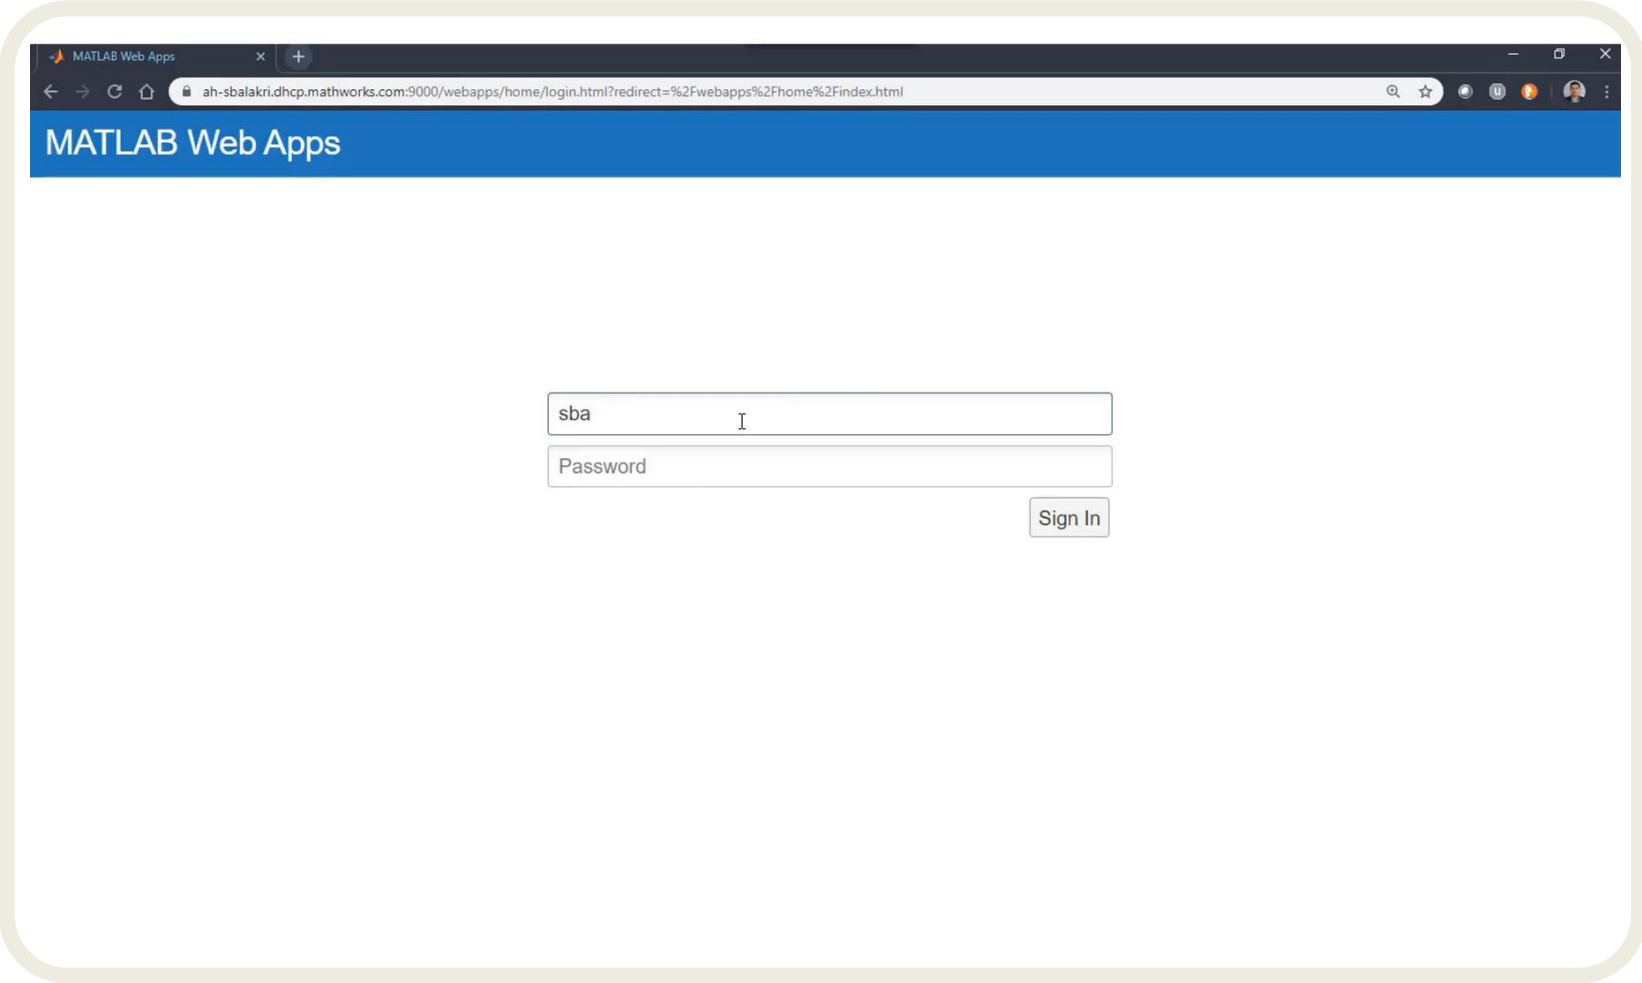 MATLAB Web Apps
ah-sbalakri.dhcp.mathworks.com:9000/webapps/home/login.html?redirect=%2Fwebapps%2Fhome%2Findex.html
MATLAB Web Apps
sba
Password
Sign In